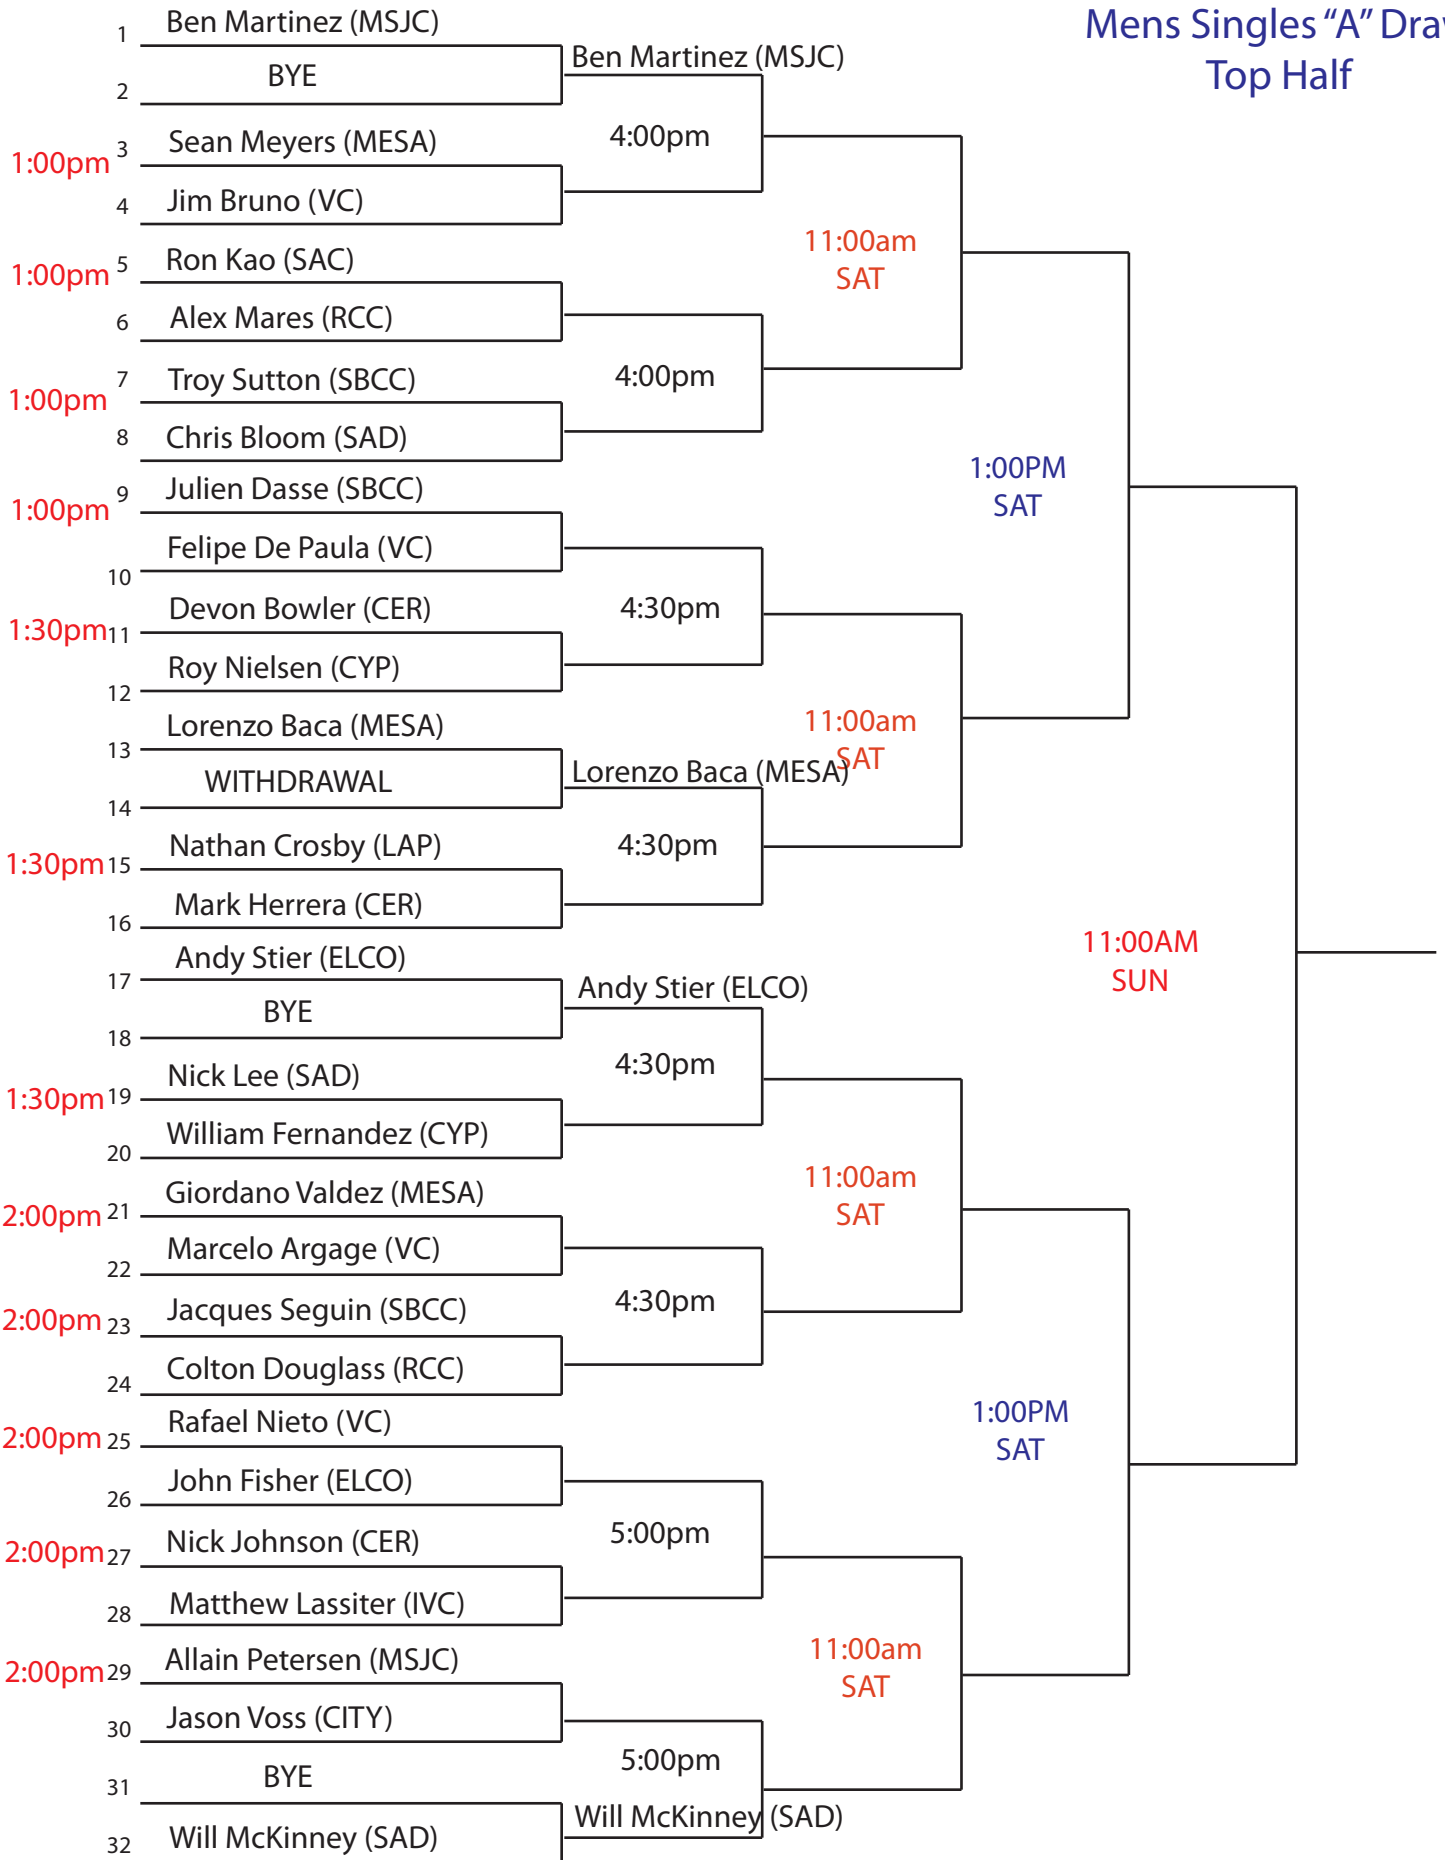 Mens Singles “A” Dra
Top Half
1 Ben Martinez (MSJC)
2 BYE
Ben Martinez (MSJC)
1:00pm 3 Sean Meyers (MESA)
4:00pm
4 Jim Bruno (VC)
11:00am
SAT
1:00pm 5 Ron Kao (SAC)
6 Alex Mares (RCC)
4:00pm
1:00pm 7 Troy Sutton (SBCC)
8 Chris Bloom (SAD)
1:00PM
SAT
1:00pm 9 Julien Dasse (SBCC)
10 Felipe De Paula (VC)
4:30pm
1:30pm 11 Devon Bowler (CER)
12 Roy Nielsen (CYP)
11:00am
SAT
13 Lorenzo Baca (MESA)
14 WITHDRAWAL
Lorenzo Baca (MESA)
4:30pm
1:30pm 15 Nathan Crosby (LAP)
16 Mark Herrera (CER)
11:00AM
SUN
17 Andy Stier (ELCO)
18 BYE
Andy Stier (ELCO)
4:30pm
1:30pm 19 Nick Lee (SAD)
20 William Fernandez (CYP)
11:00am
SAT
2:00pm 21 Giordano Valdez (MESA)
22 Marcelo Argage (VC)
4:30pm
2:00pm 23 Jacques Seguin (SBCC)
24 Colton Douglass (RCC)
1:00PM
SAT
2:00pm 25 Rafael Nieto (VC)
26 John Fisher (ELCO)
5:00pm
2:00pm 27 Nick Johnson (CER)
28 Matthew Lassiter (IVC)
11:00am
SAT
2:00pm 29 Allain Petersen (MSJC)
30 Jason Voss (CITY)
5:00pm
31 BYE
Will McKinney (SAD)
32 Will McKinney (SAD)